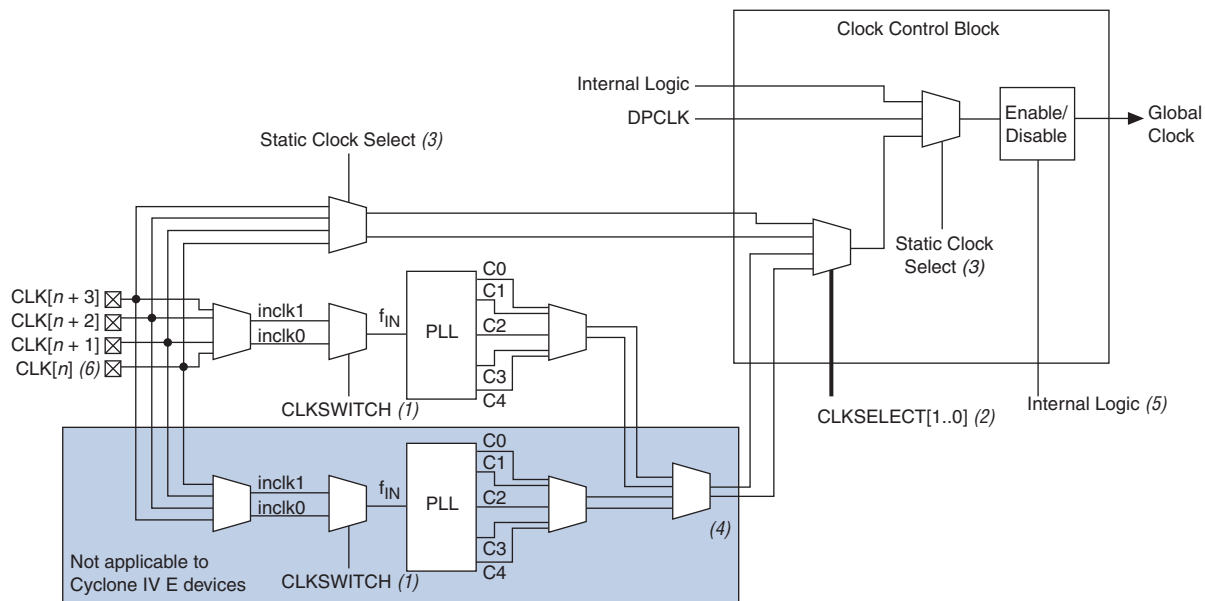 Clock Control Block
Internal Logic
DPCLK
Enable/
Disable
Global
Clock
Static Clock Select (3)
Static Clock
Select (3)
CLK[n + 3]
CLK[n + 2]
CLK[n + 1]
CLK[n] (6)
inclk1
inclk0
fIN
PLL
C0
C1
C2
C3
C4
CLKSWITCH (1)
CLKSELECT[1..0] (2)
Internal Logic (5)
inclk1
inclk0
fIN
PLL
C0
C1
C2
C3
C4
(4)
CLKSWITCH (1)
Not applicable to
Cyclone IV E devices